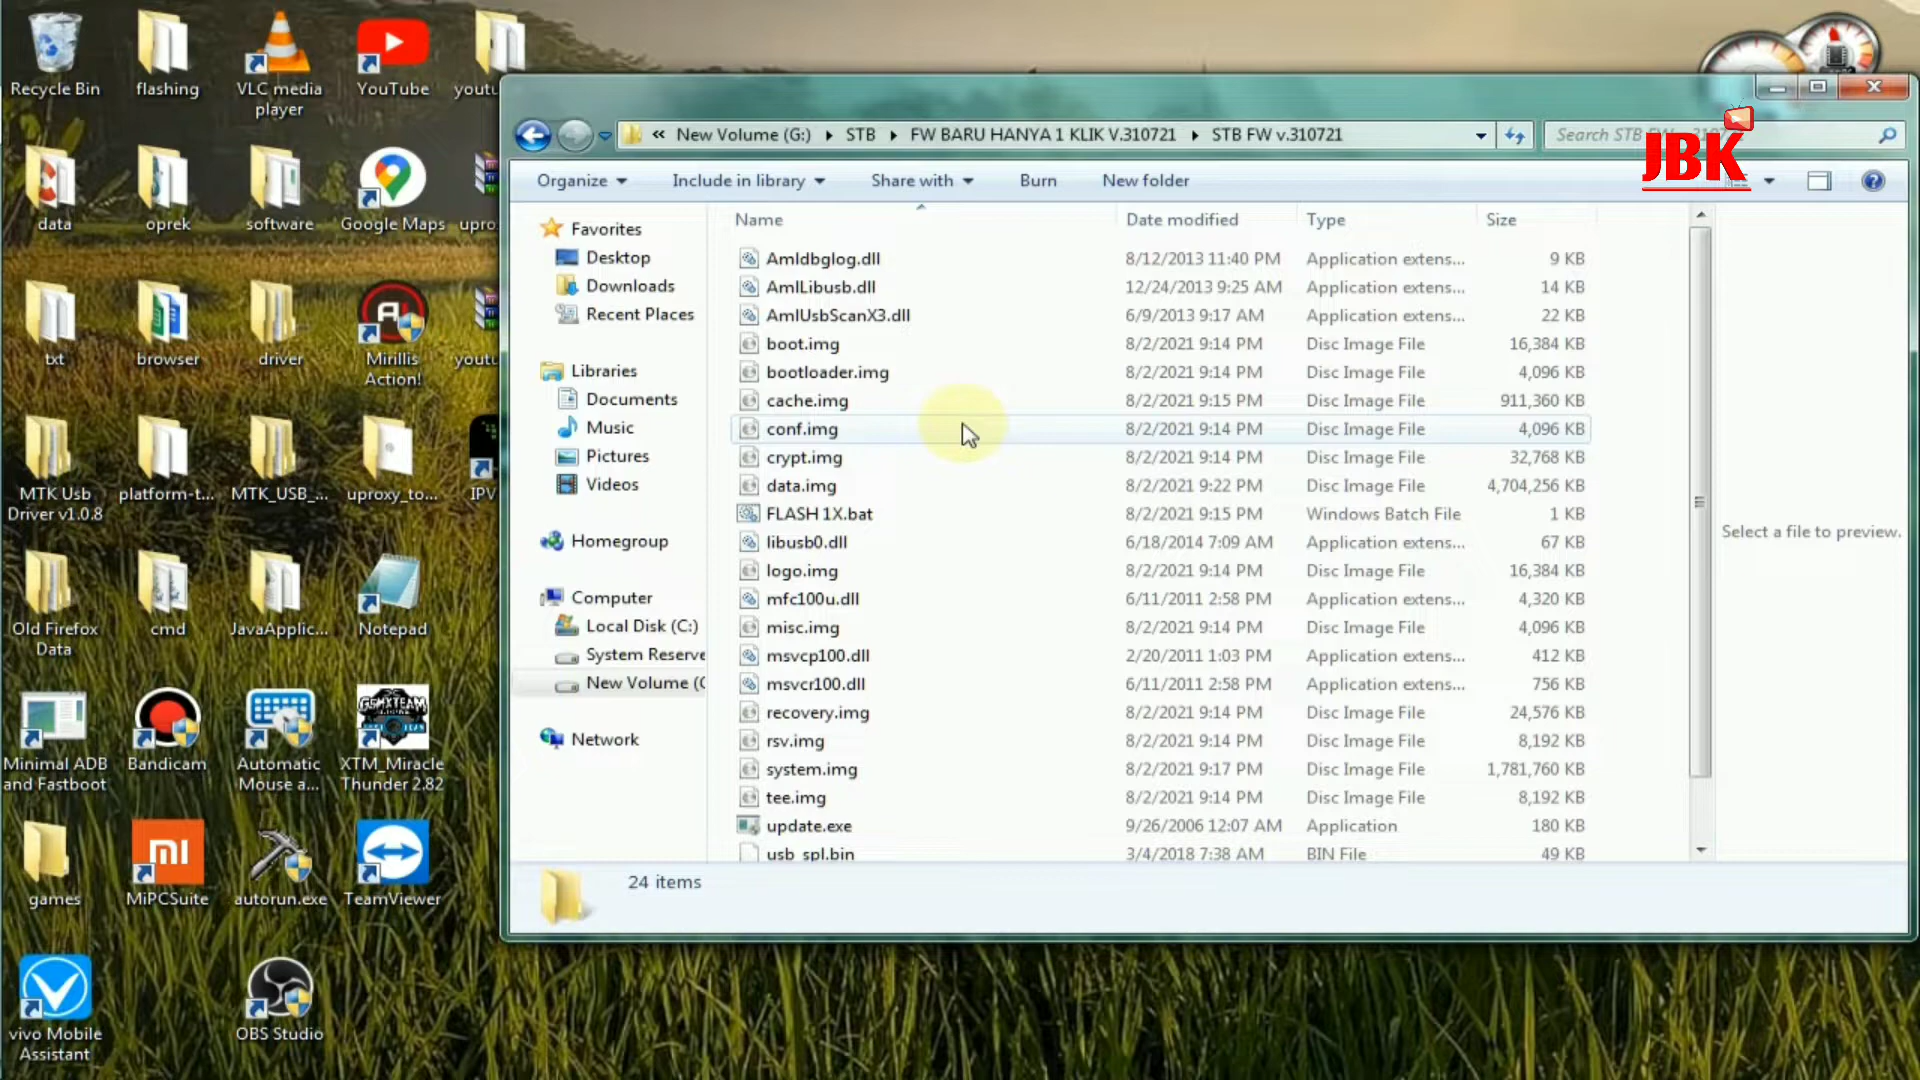 Recycle Bin
flashing
VLC media
player
YouTube
data
oprek
software
Google Maps
txt
browser
driver
Mirillis
Action!
MTK Usb
Driver v1.0.8
platform-t...
MTK_USB_...
uproxy_to...
IPV
Old Firefox
Data
cmd
JavaApplic...
Notepad
Minimal ADB
and Fastboot
Bandicam
Automatic
Mouse a...
XTM_Miracle
Thunder 2.82
games
MiPCSuite
autorun.exe
TeamViewer
vivo Mobile
Assistant
OBS Studio
« New Volume (G:) ▸ STB ▸ FW BARU HANYA 1 KLIK V.310721 ▸ STB FW v.310721
Search STB
JBK
Organize
Include in library
Share with
Burn
New folder
Favorites
Desktop
Downloads
Recent Places
Libraries
Documents
Music
Pictures
Videos
Homegroup
Computer
Local Disk (C:)
System Reserve
New Volume (
Network
Name Date modified Type Size
Amldbglog.dll 8/12/2013 11:40 PM Application extens... 9 KB
AmlLibusb.dll 12/24/2013 9:25 AM Application extens... 14 KB
AmlUsbScanX3.dll 6/9/2013 9:17 AM Application extens... 22 KB
boot.img 8/2/2021 9:14 PM Disc Image File 16,384 KB
bootloader.img 8/2/2021 9:14 PM Disc Image File 4,096 KB
cache.img 8/2/2021 9:15 PM Disc Image File 911,360 KB
conf.img 8/2/2021 9:14 PM Disc Image File 4,096 KB
crypt.img 8/2/2021 9:14 PM Disc Image File 32,768 KB
data.img 8/2/2021 9:22 PM Disc Image File 4,704,256 KB
FLASH 1X.bat 8/2/2021 9:15 PM Windows Batch File 1 KB
libusb0.dll 6/18/2014 7:09 AM Application extens... 67 KB
logo.img 8/2/2021 9:14 PM Disc Image File 16,384 KB
mfc100u.dll 6/11/2011 2:58 PM Application extens... 4,320 KB
misc.img 8/2/2021 9:14 PM Disc Image File 4,096 KB
msvcp100.dll 2/20/2011 1:03 PM Application extens... 412 KB
msvcr100.dll 6/11/2011 2:58 PM Application extens... 756 KB
recovery.img 8/2/2021 9:14 PM Disc Image File 24,576 KB
rsv.img 8/2/2021 9:14 PM Disc Image File 8,192 KB
system.img 8/2/2021 9:17 PM Disc Image File 1,781,760 KB
tee.img 8/2/2021 9:14 PM Disc Image File 8,192 KB
update.exe 9/26/2006 12:07 AM Application 180 KB
usb_spl.bin 3/4/2018 7:38 AM BIN File 49 KB
Select a file to preview.
24 items